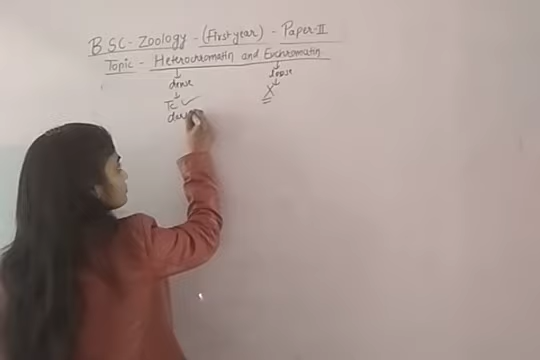 B.SC - Zoology - (First year) - Paper-II
Topic - Heterochromatin and Euchromatin
dense loose
Tc ✓ X